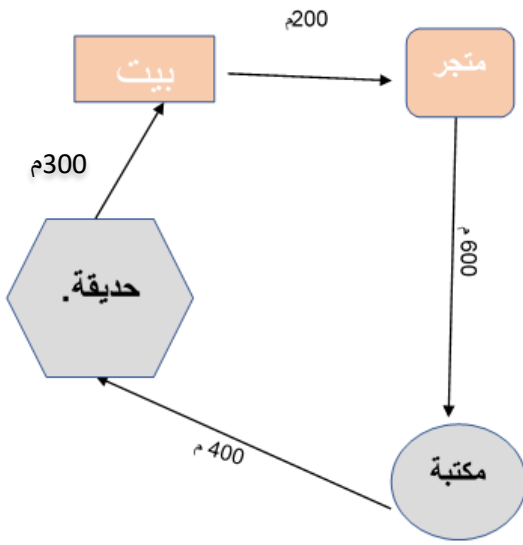 200م
بيت
متجر
300م
600 م
حديقة.
400 م
مكتبة